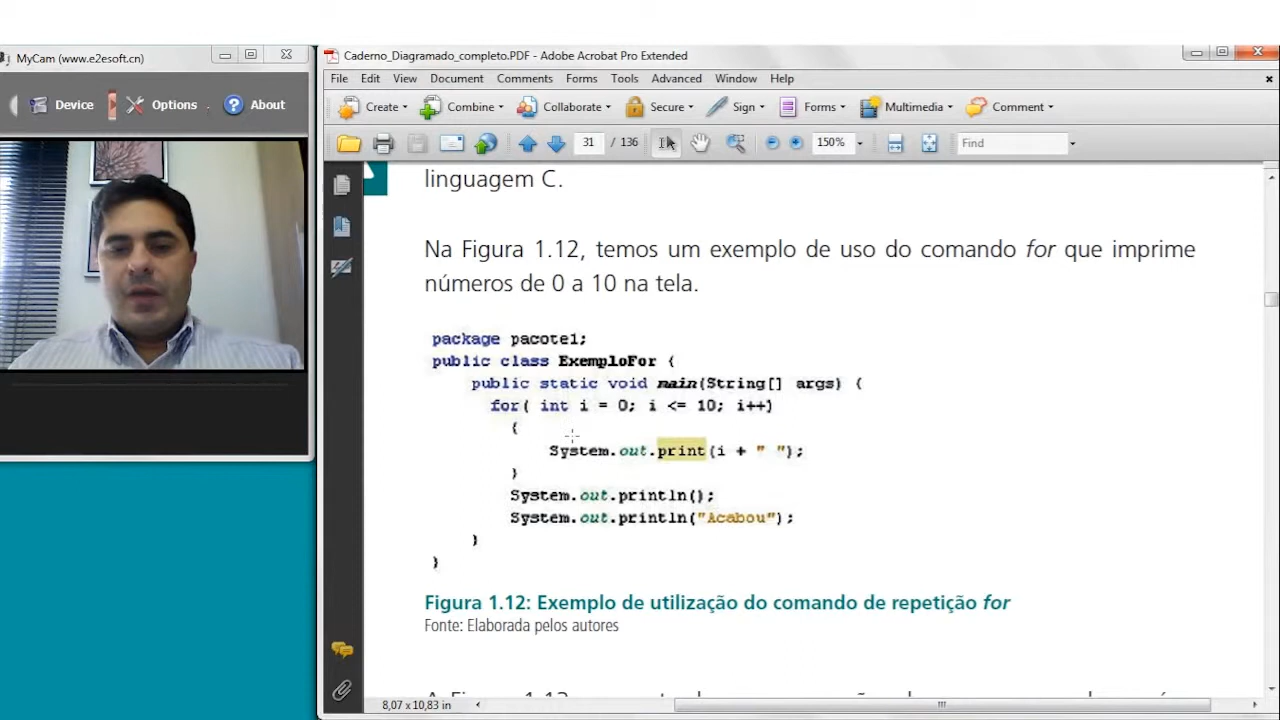 MyCam (www.e2esoft.cn)
Device
Options
About
Caderno_Diagramado_completo.PDF - Adobe Acrobat Pro Extended
File Edit View Document Comments Forms Tools Advanced Window Help
Create Combine Collaborate Secure Sign Forms Multimedia Comment
31 / 136 150% Find
linguagem C.
Na Figura 1.12, temos um exemplo de uso do comando for que imprime
números de 0 a 10 na tela.
package pacote1;
public class ExemploFor {
public static void main(String[] args) {
for( int i = 0; i <= 10; i++)
{
System.out.print(i + " ");
}
System.out.println();
System.out.println("Acabou");
}
}
Figura 1.12: Exemplo de utilização do comando de repetição for
Fonte: Elaborada pelos autores
8,07 x 10,83 in